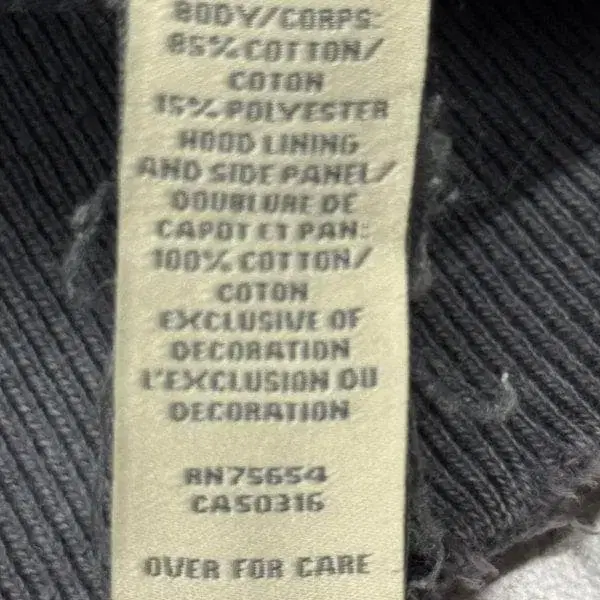 BODY/CORPS:
85% COTTON/
COTON
15% POLYESTER
HOOD LINING
AND SIDE PANEL/
DOUBLURE DE
CAPOT ET PAN:
100% COTTON/
COTON
EXCLUSIVE OF
DECORATION
L'EXCLUSION DU
DECORATION
RN75654
CA50316
OVER FOR CARE